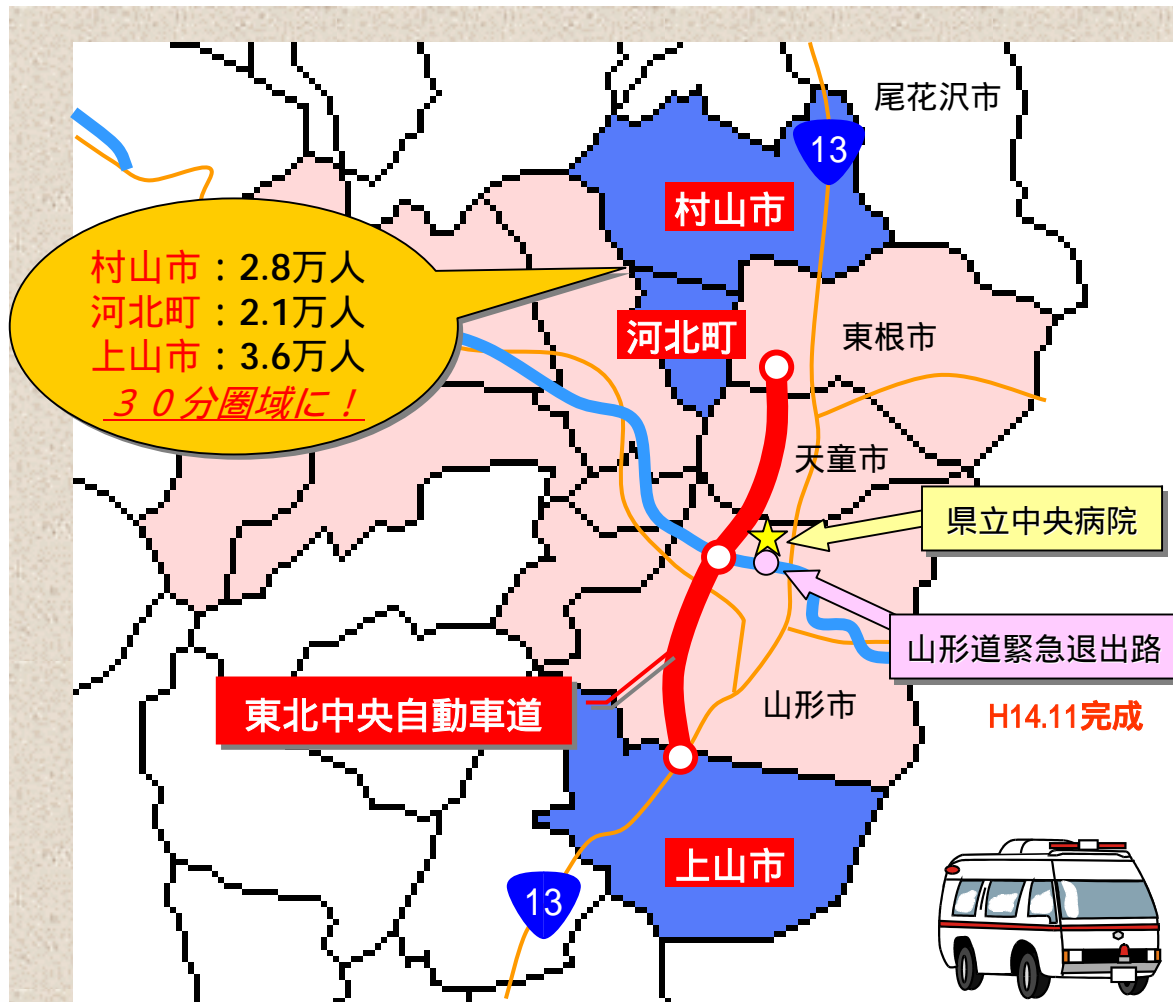 尾花沢市
13
村山市
村山市：2.8万人
河北町：2.1万人
上山市：3.6万人
３０分圏域に！
河北町
東根市
天童市
県立中央病院
山形道緊急退出路
東北中央自動車道
山形市
H14.11完成
上山市
13